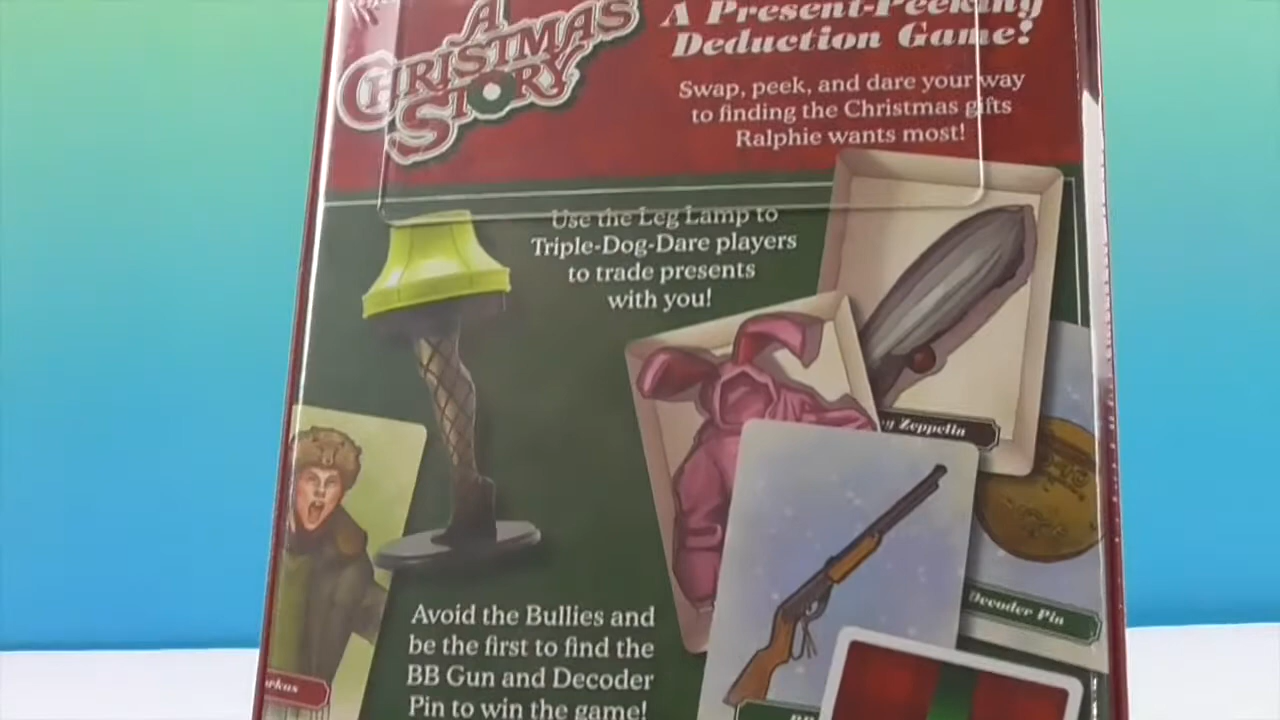 A
CHRISTMAS
STORY
A Present-Peeking
Deduction Game!
Swap, peek, and dare your way
to finding the Christmas gifts
Ralphie wants most!
Use the Leg Lamp to
Triple-Dog-Dare players
to trade presents
with you!
Zeppelin
Decoder Pin
Avoid the Bullies and
be the first to find the
BB Gun and Decoder
Pin to win the game!